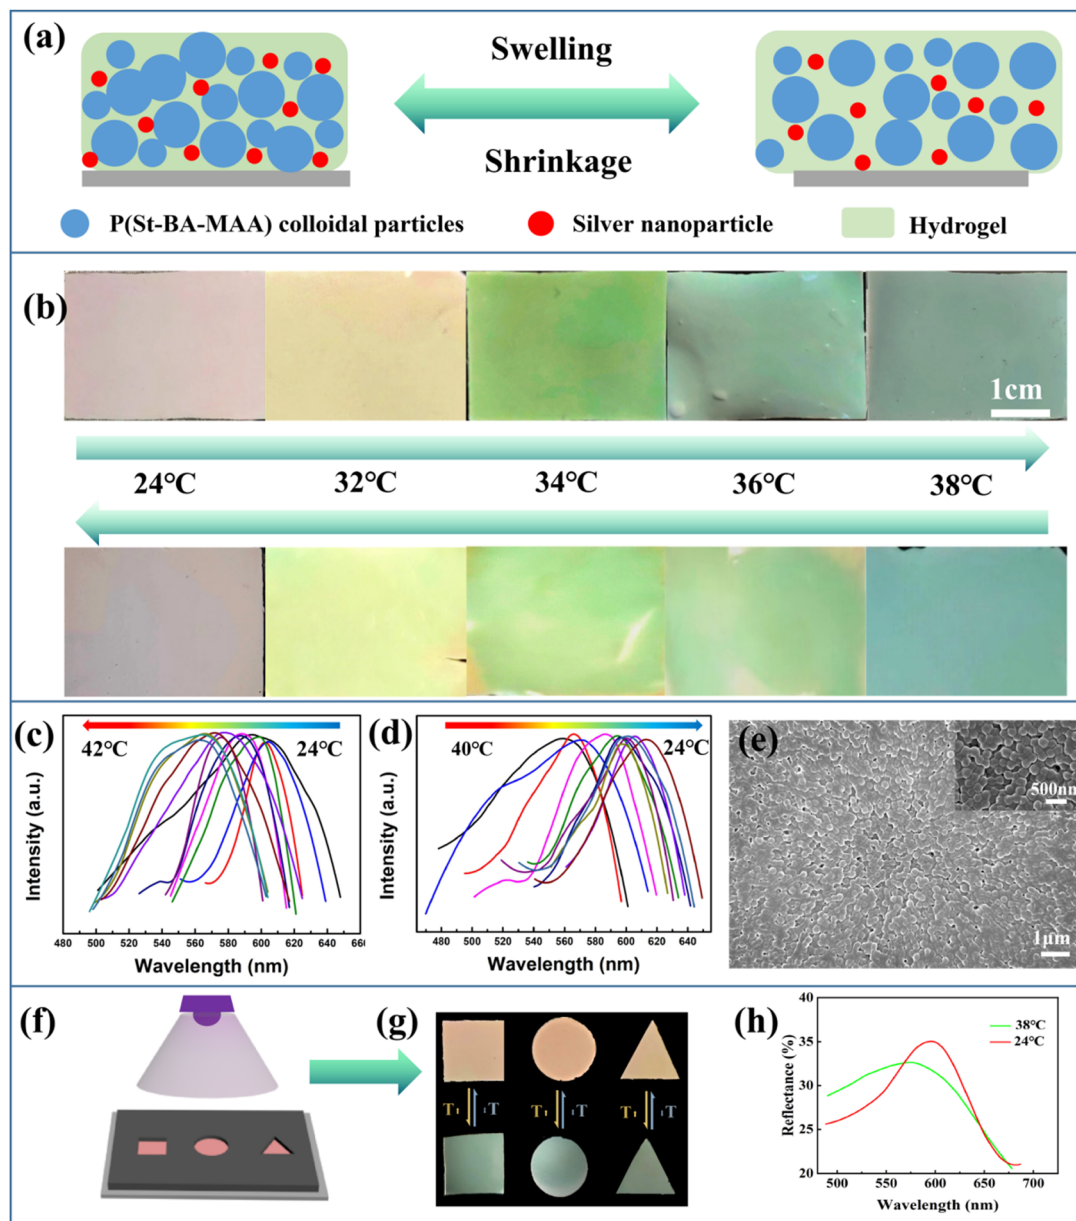 (a)
Swelling
Shrinkage
P(St-BA-MAA) colloidal particles
Silver nanoparticle
Hydrogel
(b)
1cm
24℃
32℃
34℃
36℃
38℃
(c)
42℃
24℃
Intensity (a.u.)
480 500 520 540 560 580 600 620 640
Wavelength (nm)
(d)
40℃
24℃
Intensity (a.u.)
480 500 520 540 560 580 600 620 640
Wavelength (nm)
(e)
500nm
1μm
(f)
(g)
T T
T T
T T
(h)
40
35
30
25
20
Reflectance (%)
38℃
24℃
500 550 600 650 700
Wavelength (nm)